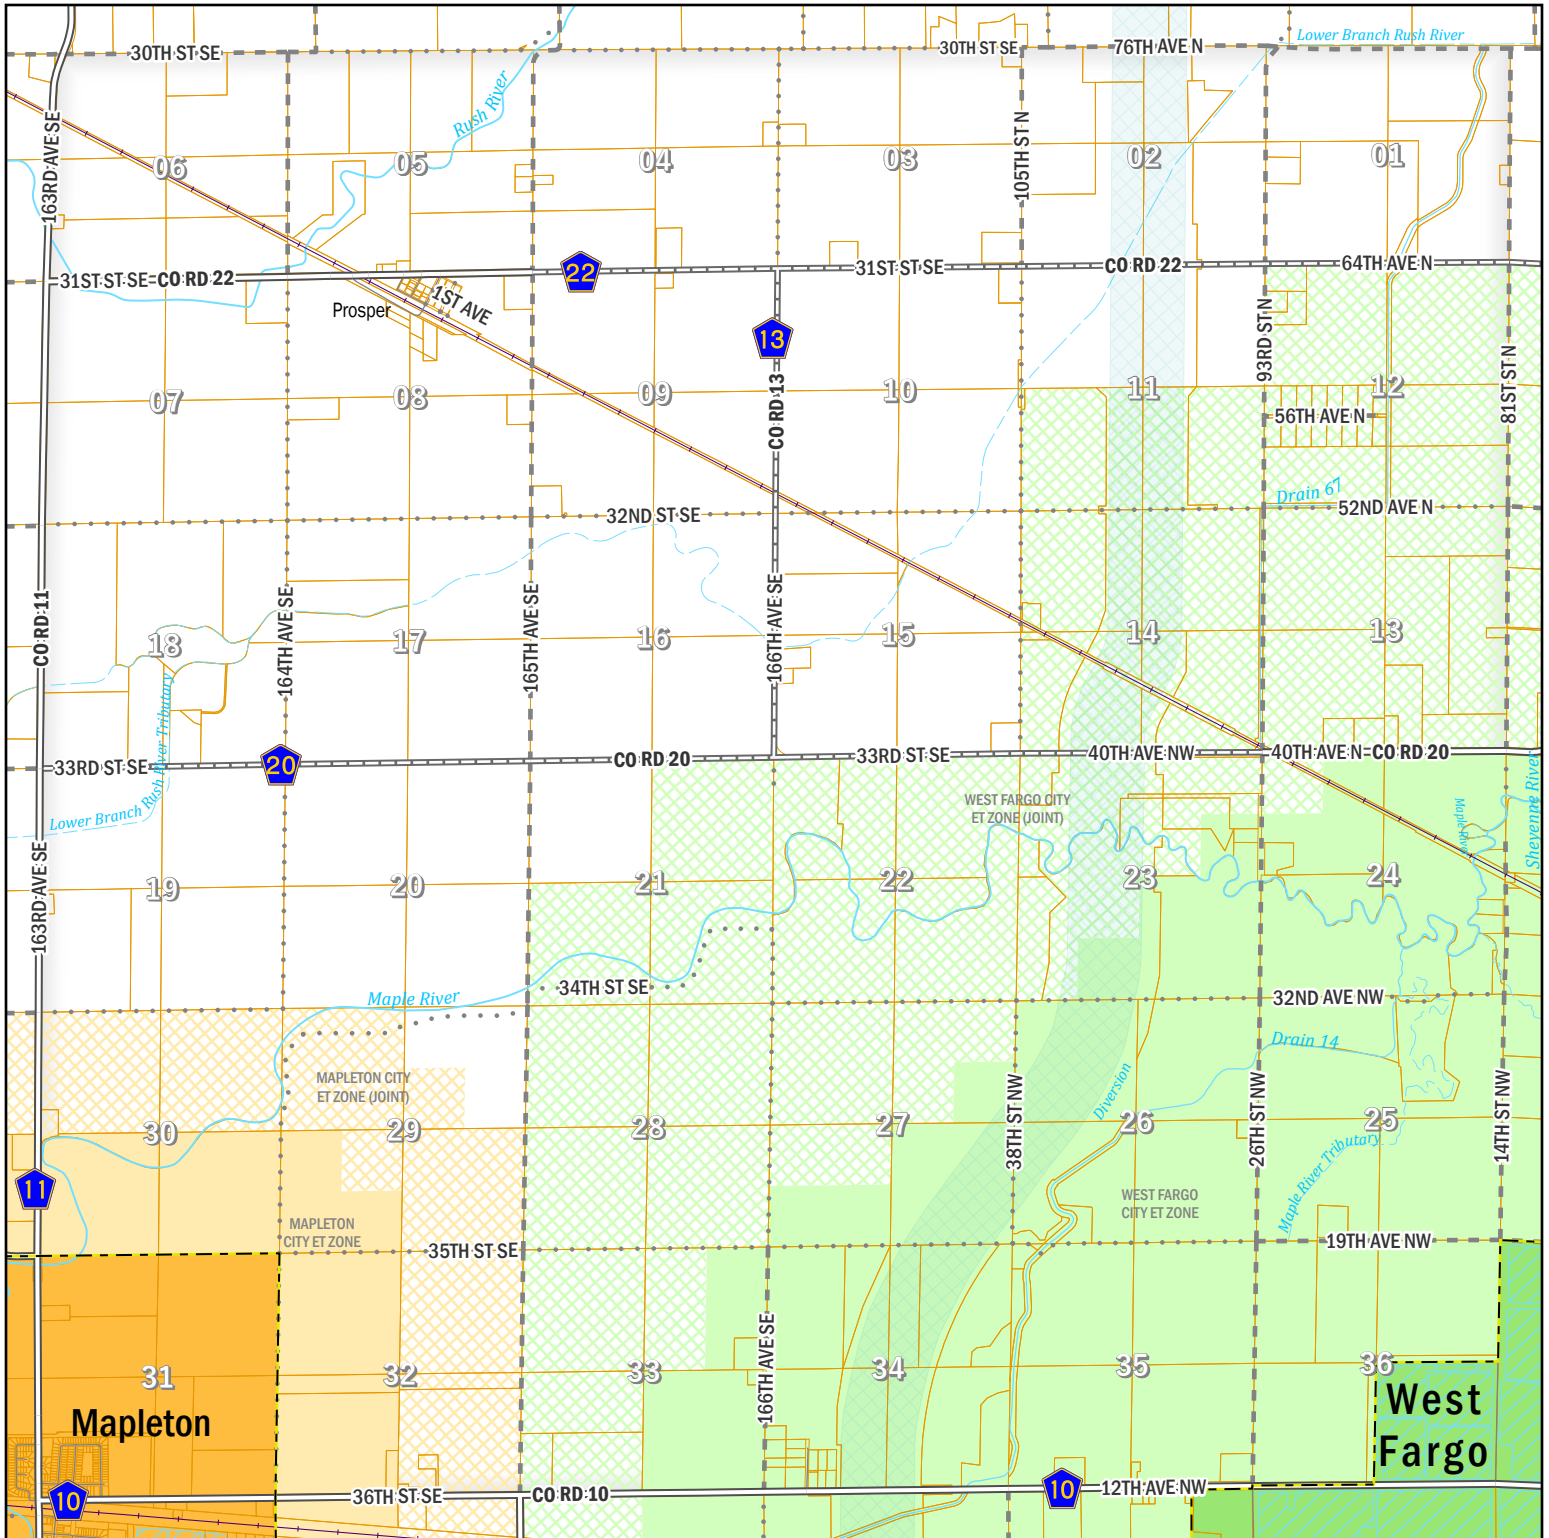 30TH ST SE
30TH ST SE
76TH AVE N
Lower Branch Rush River
163RD AVE SE
Rush River
105TH ST N
06
05
04
03
02
01
31ST ST SE
CO RD 22
22
31ST ST SE
CO RD 22
64TH AVE N
Prosper
1ST AVE
13
93RD ST N
81ST ST N
07
08
09
CO RD 13
10
11
12
56TH AVE N
32ND ST SE
Drain 67
52ND AVE N
CO RD 11
164TH AVE SE
165TH AVE SE
166TH AVE SE
18
17
16
15
14
13
Lower Branch Rush River Tributary
33RD ST SE
20
CO RD 20
33RD ST SE
40TH AVE NW
40TH AVE N
CO RD 20
WEST FARGO CITY
ET ZONE (JOINT)
Maple River
Sheyenne River
163RD AVE SE
19
20
21
22
23
24
34TH ST SE
Maple River
32ND AVE NW
Drain 14
MAPLETON CITY
ET ZONE (JOINT)
38TH ST NW
Diversion
26TH ST NW
14TH ST NW
30
29
28
27
26
25
Maple River Tributary
11
WEST FARGO
CITY ET ZONE
MAPLETON
CITY ET ZONE
35TH ST SE
19TH AVE NW
166TH AVE SE
31
32
33
34
35
36
Mapleton
West
Fargo
10
36TH ST SE
CO RD 10
10
12TH AVE NW